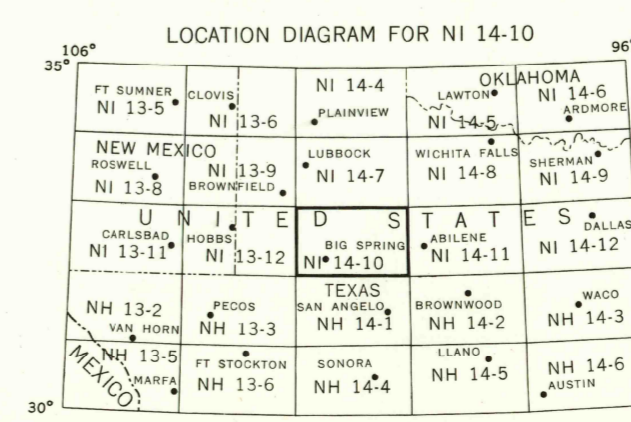 LOCATION DIAGRAM FOR NI 14-10
106°
96°
35°
FT SUMNER
NI 13-5
CLOVIS
NI 13-6
NI 14-4
PLAINVIEW
OKLAHOMA
LAWTON
NI 14-5
NI 14-6
ARDMORE
NEW MEXICO
ROSWELL
NI 13-8
NI 13-9
BROWNFIELD
LUBBOCK
NI 14-7
WICHITA FALLS
NI 14-8
SHERMAN
NI 14-9
UNITED STATES
CARLSBAD
NI 13-11
HOBBS
NI 13-12
BIG SPRING
NI 14-10
ABILENE
NI 14-11
DALLAS
NI 14-12
TEXAS
NH 13-2
VAN HORN
PECOS
NH 13-3
SAN ANGELO
NH 14-1
BROWNWOOD
NH 14-2
WACO
NH 14-3
MEXICO
NH 13-5
MARFA
FT STOCKTON
NH 13-6
SONORA
NH 14-4
LLANO
NH 14-5
NH 14-6
AUSTIN
30°